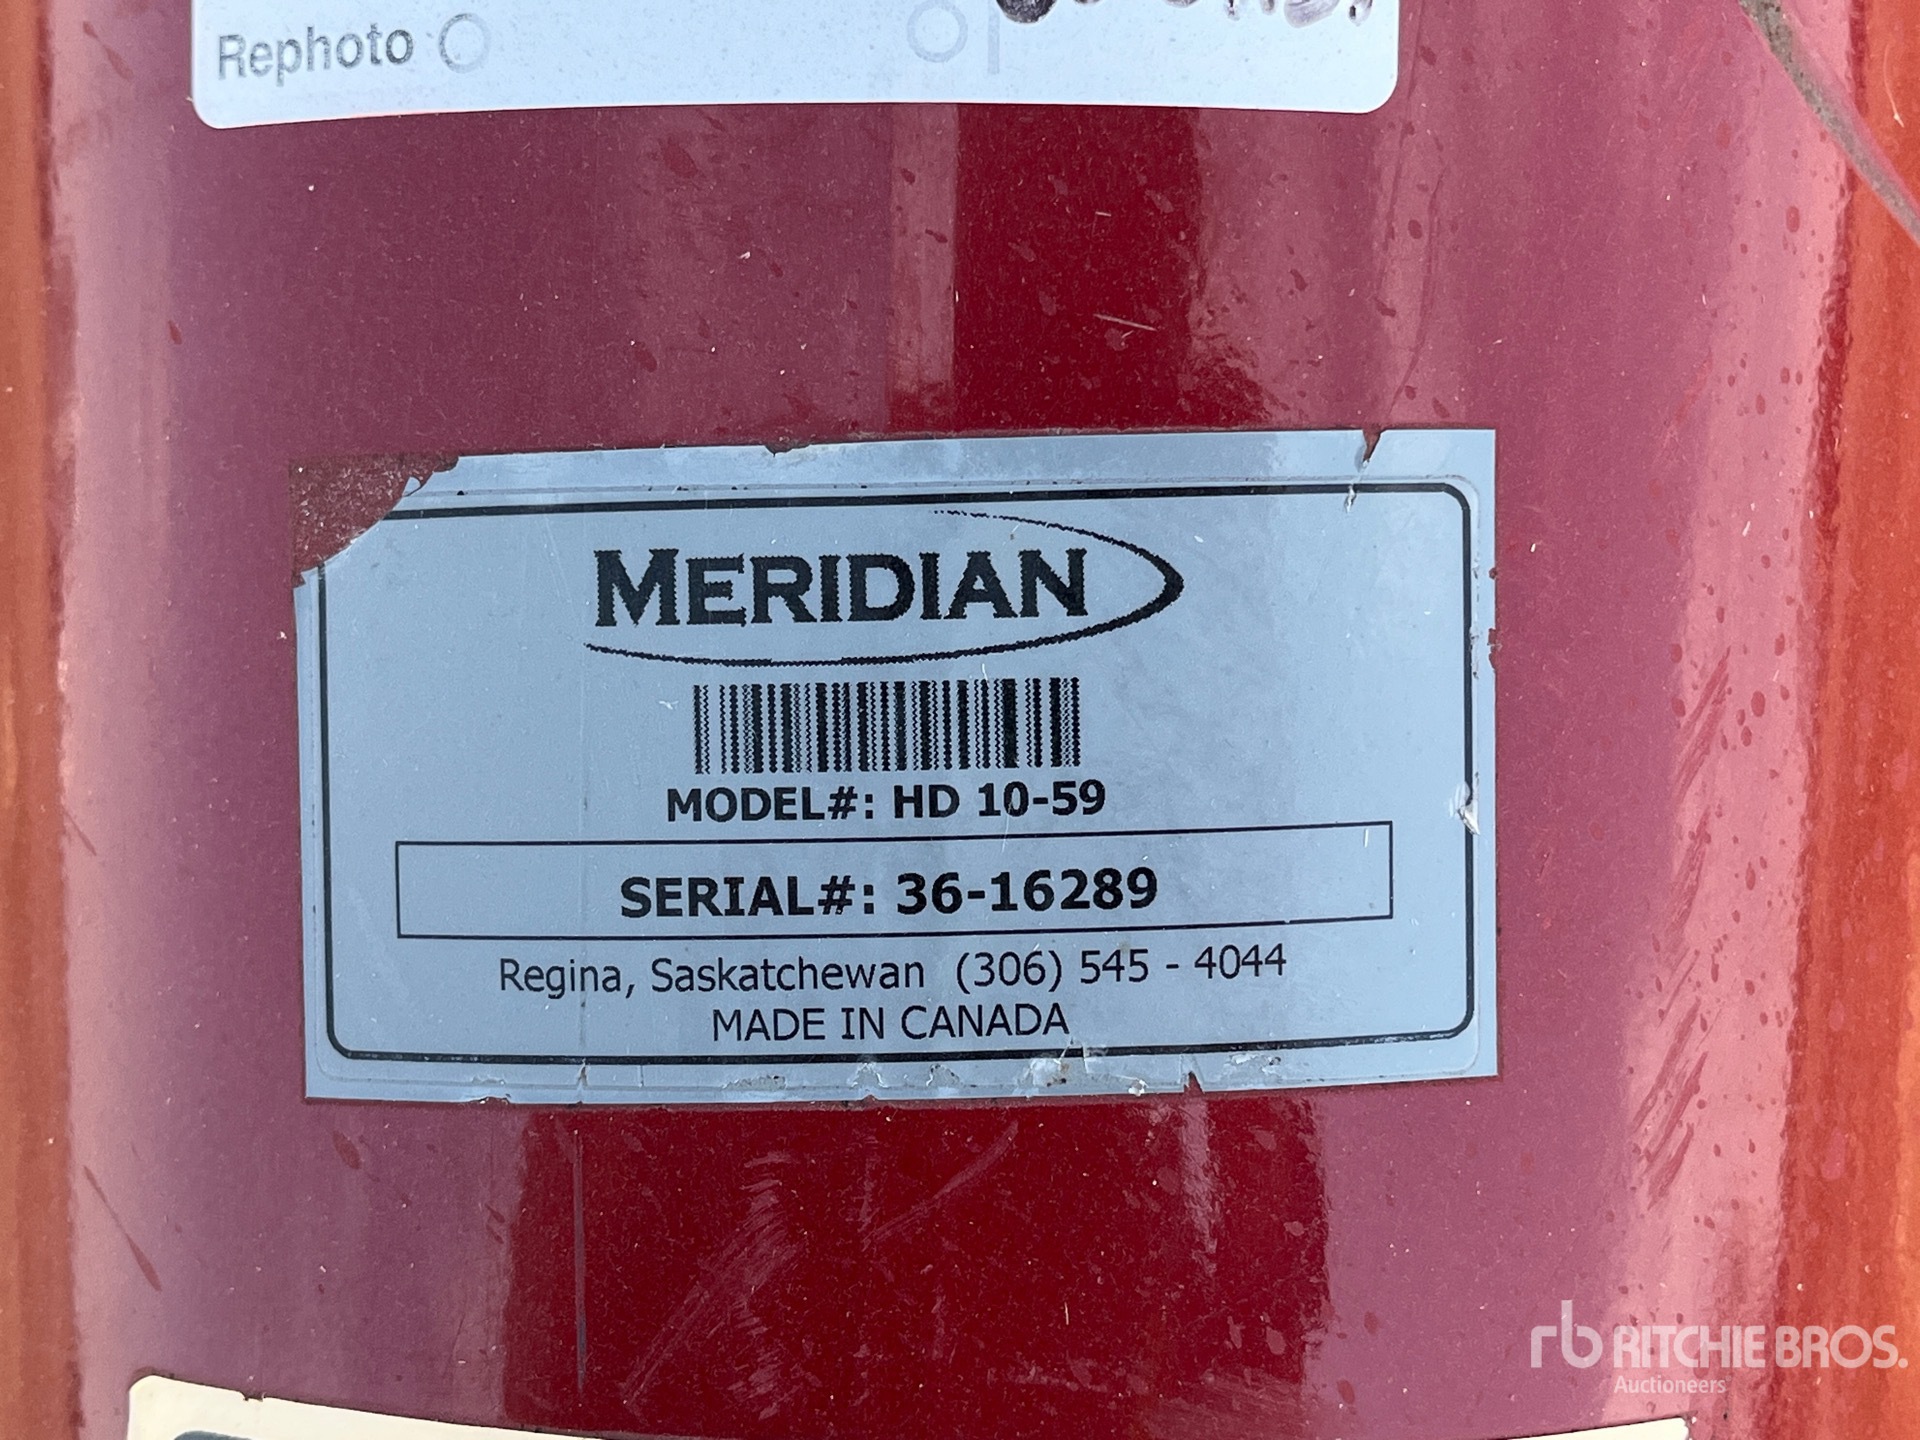 Rephoto
MERIDIAN
MODEL#: HD 10-59
SERIAL#: 36-16289
Regina, Saskatchewan (306) 545 - 4044
MADE IN CANADA
rb RITCHIE BROS.
Auctioneers